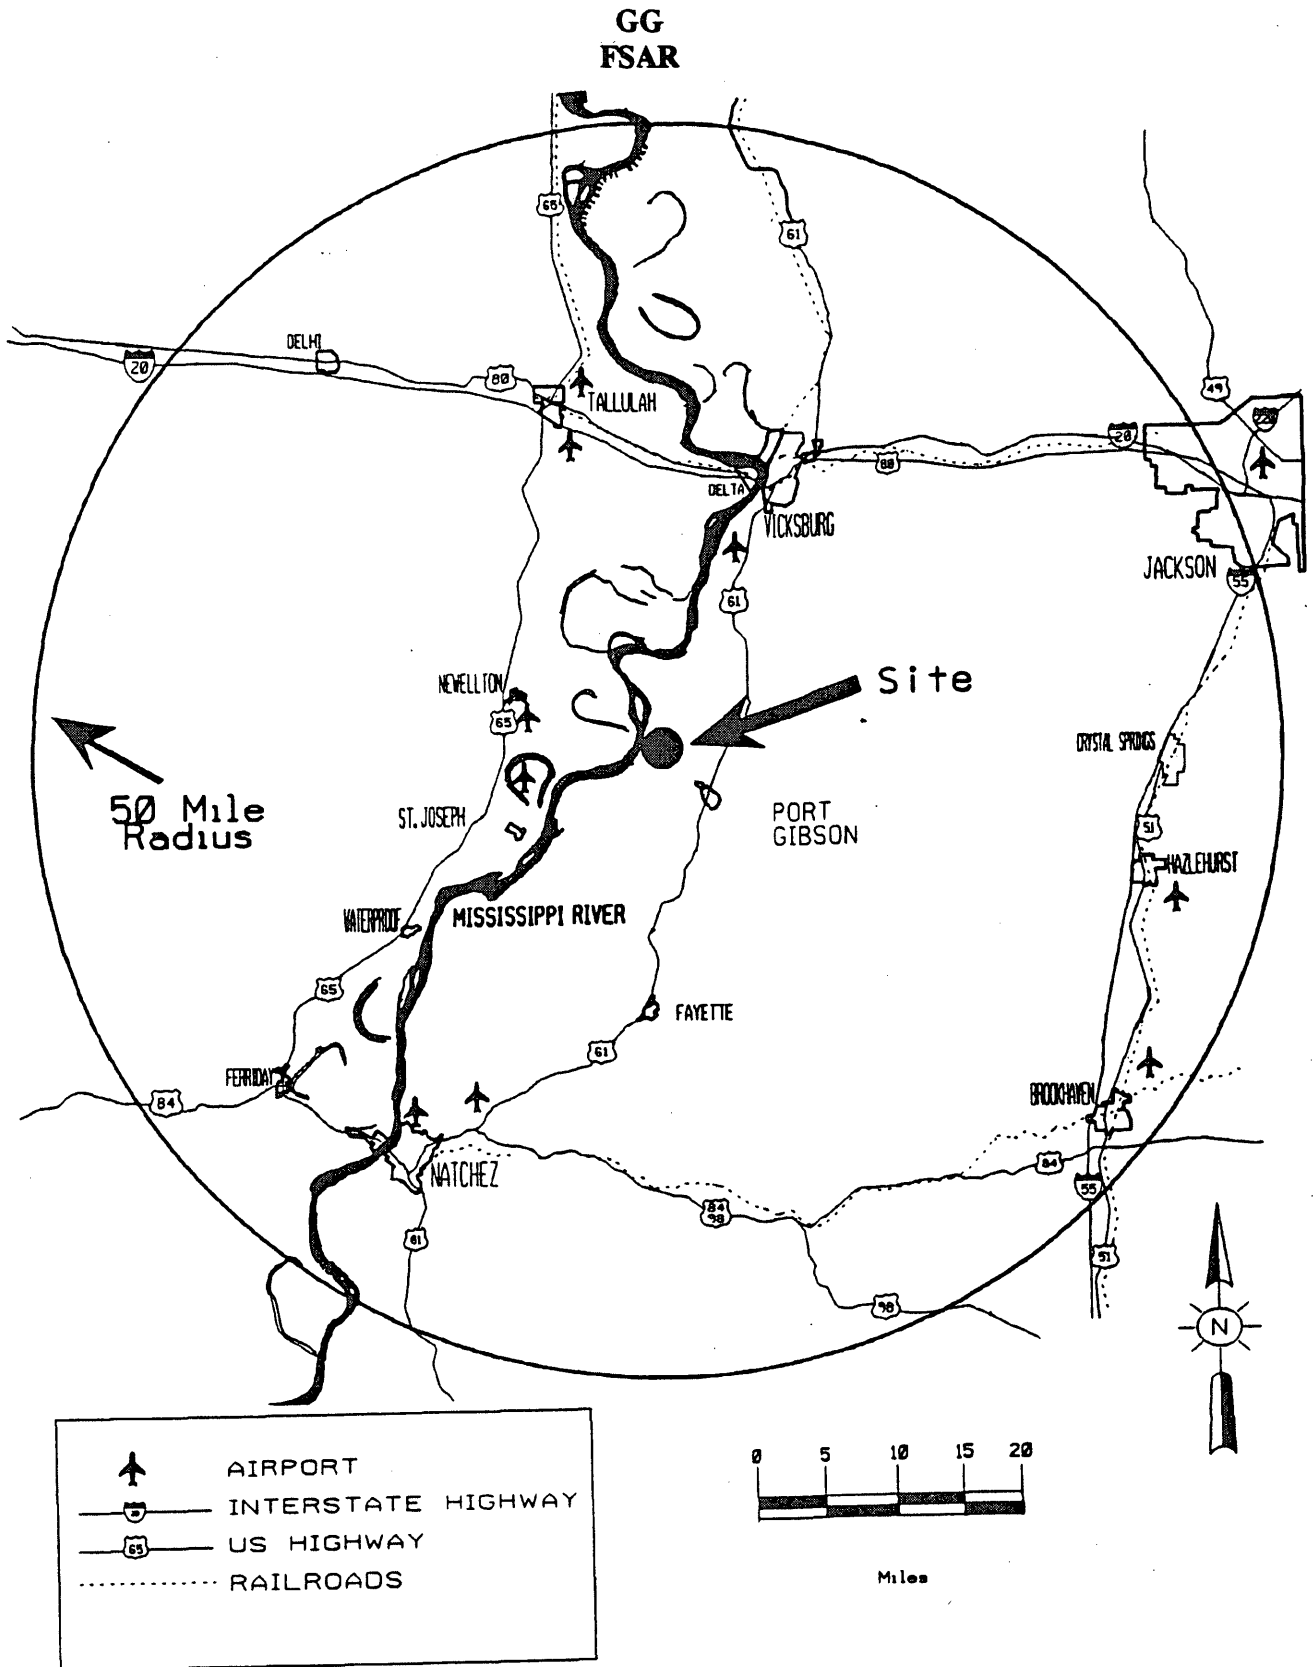 GG
FSAR
65
61
DELHI
20
80
TALLULAH
49
220
20
80
DELTA
VICKSBURG
JACKSON
55
61
NEWELLTON
65
Site
CRYSTAL SPRINGS
50 Mile
Radius
ST. JOSEPH
PORT
GIBSON
51
HAZLEHURST
WATERPROOF
MISSISSIPPI RIVER
65
FAYETTE
61
FERRIDAY
84
BROOKHAVEN
NATCHEZ
84
55
84
98
61
51
98
N
AIRPORT
INTERSTATE HIGHWAY
65
US HIGHWAY
RAILROADS
0 5 10 15 20
Miles